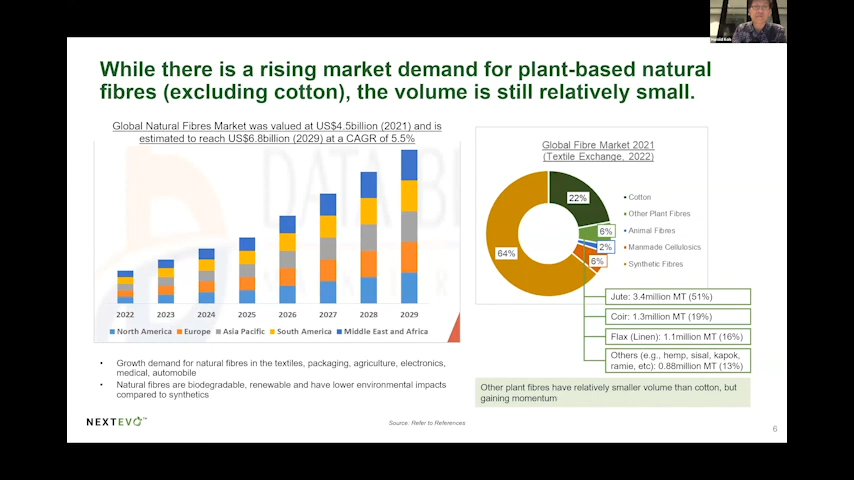 While there is a rising market demand for plant-based natural
fibres (excluding cotton), the volume is still relatively small.
Global Natural Fibres Market was valued at US$4.5billion (2021) and is
estimated to reach US$6.8billion (2029) at a CAGR of 5.5%
2022 2023 2024 2025 2026 2027 2028 2029
North America Europe Asia Pacific South America Middle East and Africa
• Growth demand for natural fibres in the textiles, packaging, agriculture, electronics,
medical, automobile
• Natural fibres are biodegradable, renewable and have lower environmental impacts
compared to synthetics
Global Fibre Market 2021
(Textile Exchange, 2022)
22%
6%
2%
6%
64%
Cotton
Other Plant Fibres
Animal Fibres
Manmade Cellulosics
Synthetic Fibres
Jute: 3.4million MT (51%)
Coir: 1.3million MT (19%)
Flax (Linen): 1.1million MT (16%)
Others (e.g., hemp, sisal, kapok,
ramie, etc): 0.88million MT (13%)
Other plant fibres have relatively smaller volume than cotton, but
gaining momentum
NEXTEVO™
Source: Refer to References
6